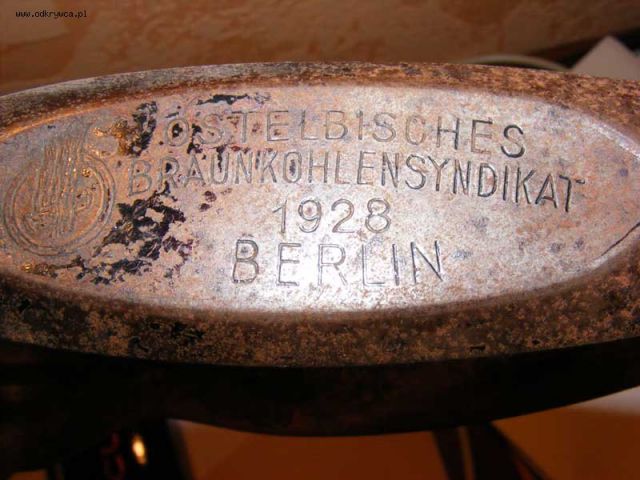 www.odkrywca.pl
OSTELBISCHES
BRAUNKOHLENSYNDIKAT
1928
BERLIN